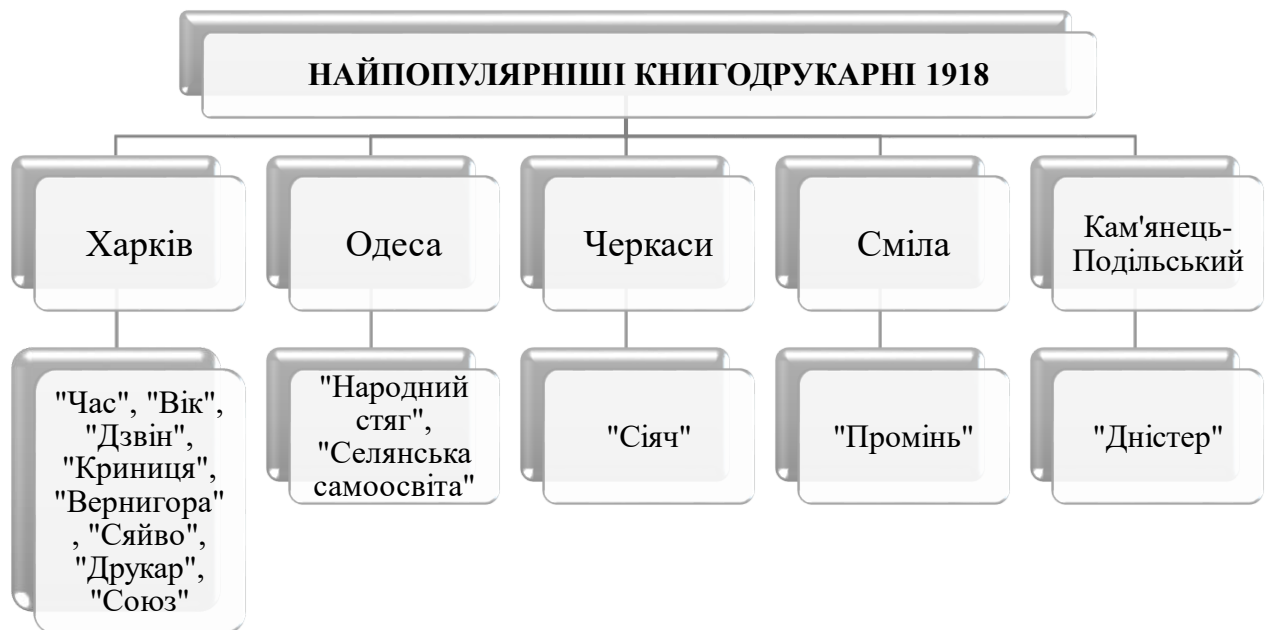 НАЙПОПУЛЯРНІШІ КНИГОДРУКАРНІ 1918
Харків
Одеса
Черкаси
Сміла
Кам'янець-
Подільський
"Час", "Вік",
"Дзвін",
"Криниця",
"Вернигора"
, "Сяйво",
"Друкар",
"Союз"
"Народний
стяг",
"Селянська
самоосвіта"
"Сіяч"
"Промінь"
"Дністер"